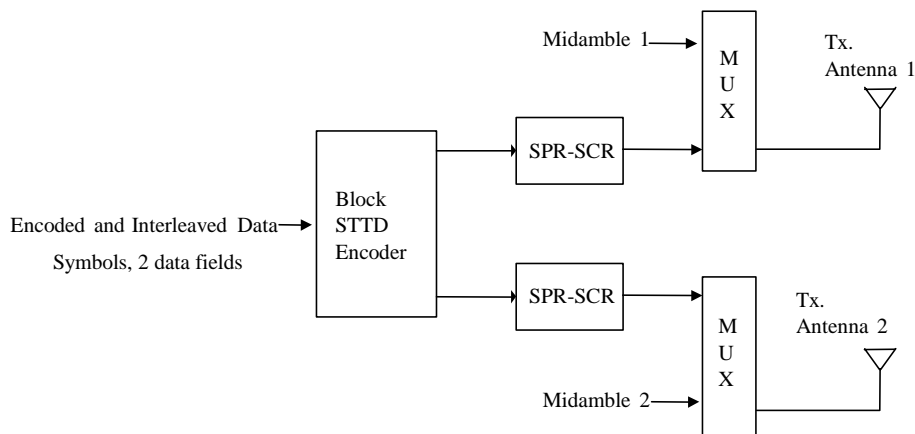 Midamble 1
M
U
X
Tx.
Antenna 1
SPR-SCR
Block
STTD
Encoder
Encoded and Interleaved Data
Symbols, 2 data fields
SPR-SCR
M
U
X
Tx.
Antenna 2
Midamble 2